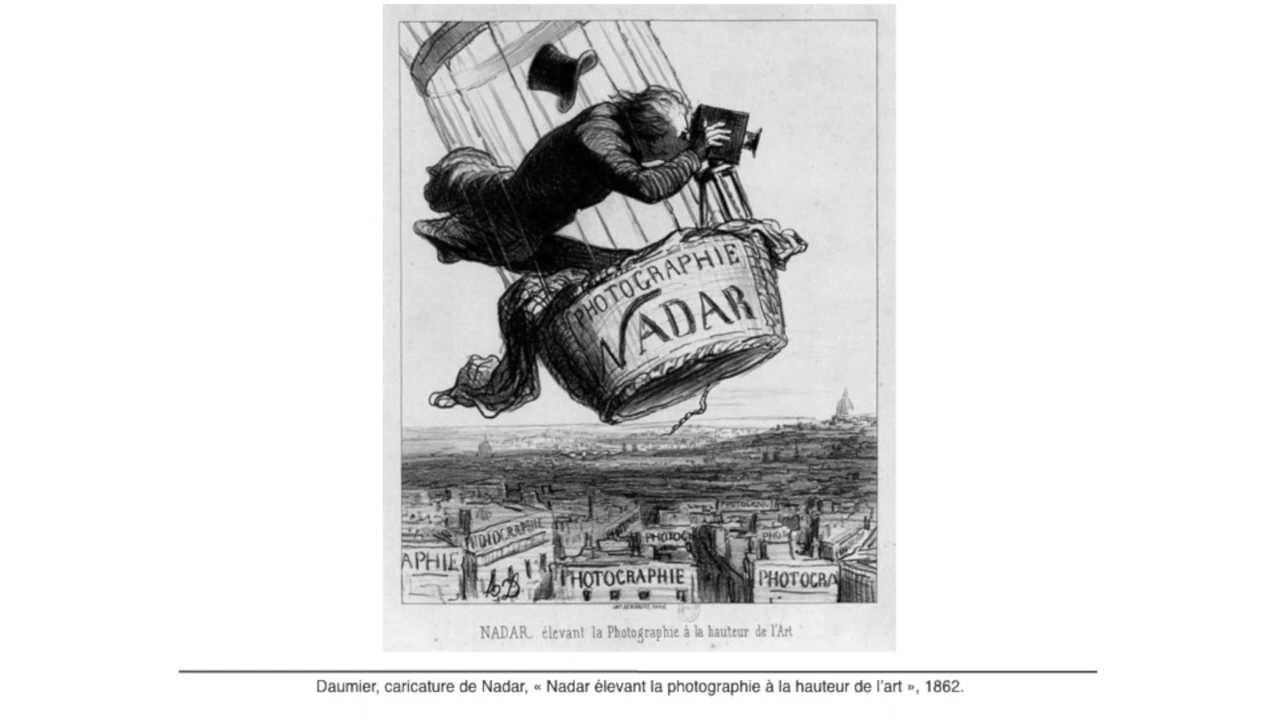 PHOTOGRAPHIE
NADAR
PHOTOGRAPHIE
PHOTOG
PHO
APHIE
PHOTOGRAPHIE
PHOTOGRA
NADAR élevant la Photographie à la hauteur de l'Art
Daumier, caricature de Nadar, « Nadar élevant la photographie à la hauteur de l'art », 1862.